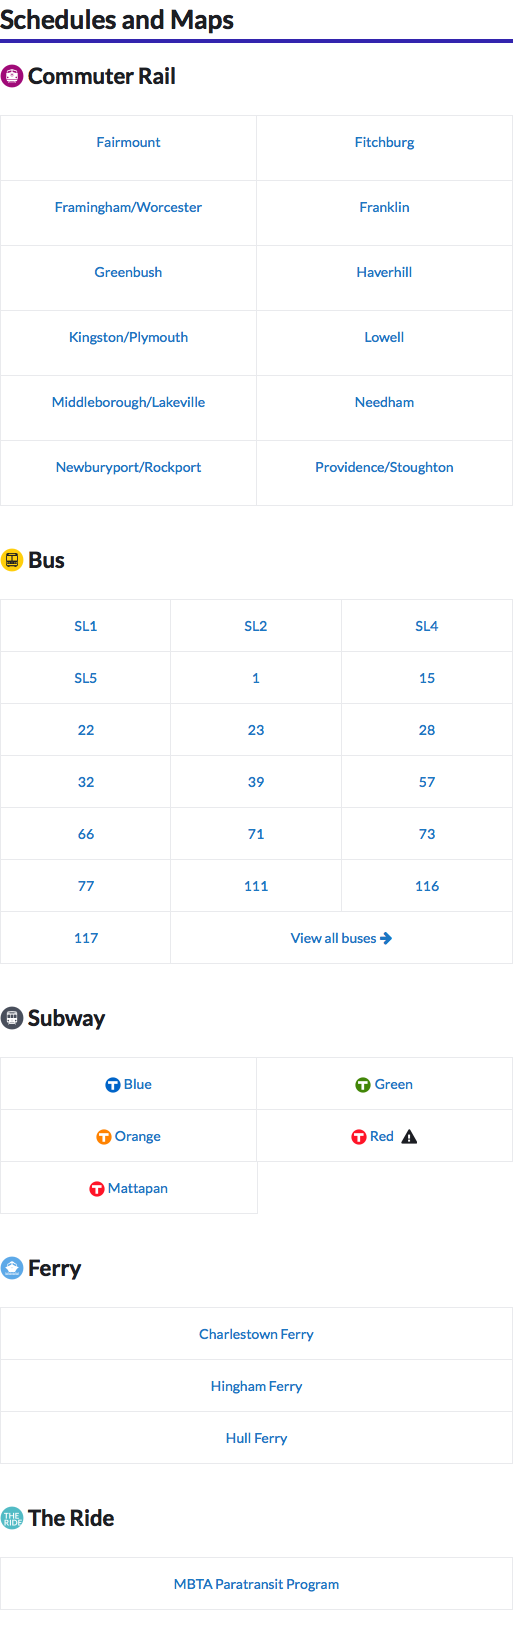 Schedules and Maps
Commuter Rail
Fairmount Fitchburg
Framingham/Worcester Franklin
Greenbush Haverhill
Kingston/Plymouth Lowell
Middleborough/Lakeville Needham
Newburyport/Rockport Providence/Stoughton
Bus
SL1 SL2 SL4
SL5 1 15
22 23 28
32 39 57
66 71 73
77 111 116
117 View all buses
Subway
T Blue T Green
T Orange T Red
T Mattapan
Ferry
Charlestown Ferry
Hingham Ferry
Hull Ferry
THE
RIDE The Ride
MBTA Paratransit Program